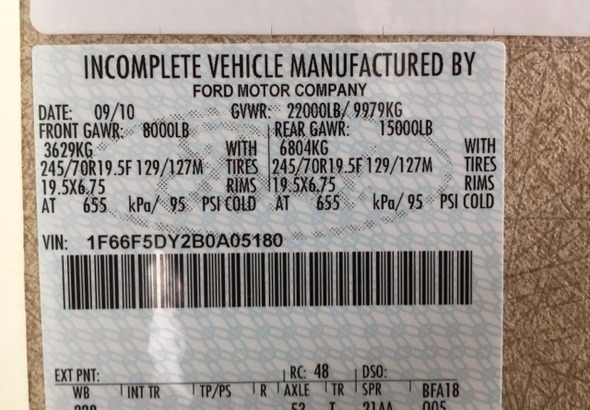 INCOMPLETE VEHICLE MANUFACTURED BY
FORD MOTOR COMPANY
DATE: 09/10 GVWR: 22000LB/ 9979KG
FRONT GAWR: 8000LB REAR GAWR: 15000LB
3629KG WITH 6804KG WITH
245/70R19.5F 129/127M TIRES 245/70R19.5F 129/127M TIRES
19.5X6.75 RIMS 19.5X6.75 RIMS
AT 655 kPa/ 95 PSI COLD AT 655 kPa/ 95 PSI COLD
VIN: 1F66F5DY2B0A05180
EXT PNT: RC: 48 DSO:
WB INT TR TP/PS R AXLE TR SPR BFA18
53 T 21AA 005